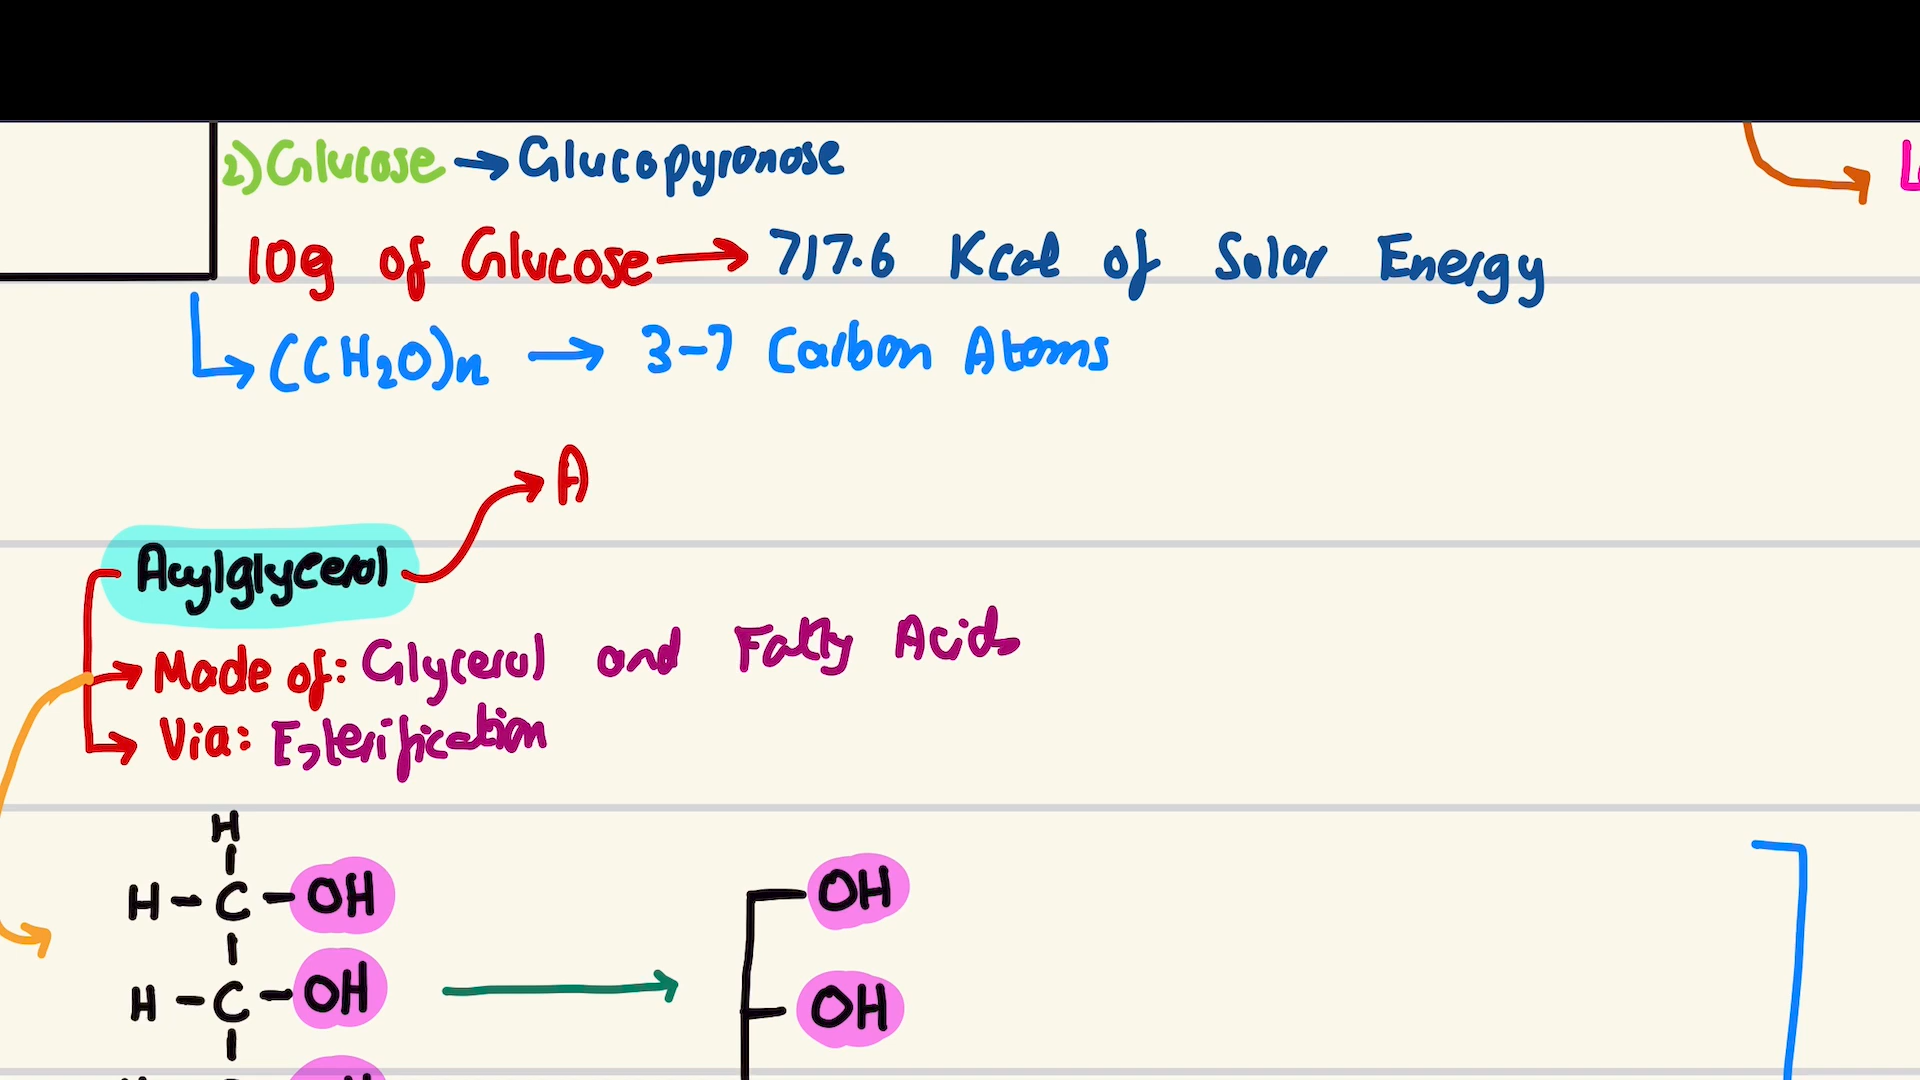 2) Glucose → Glucopyronose
10g of Glucose → 717.6 Kcal of Solar Energy
(CH2O)n → 3-7 Carbon Atoms
A
Acylglycerol
Made of: Glycerol and Fatty Acids
Via: Esterification
H
H - C - OH
OH
H - C - OH
OH